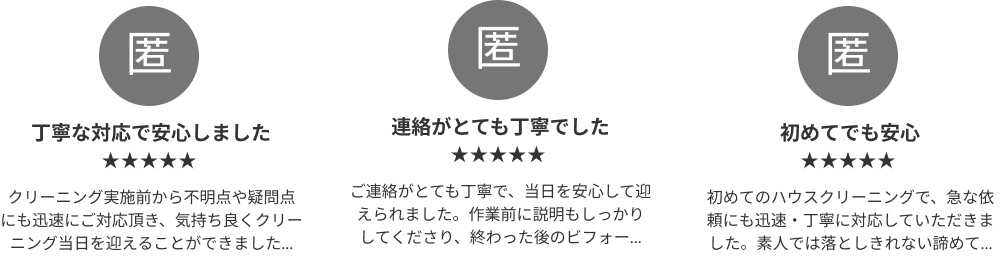 匿
丁寧な対応で安心しました
★★★★★
クリーニング実施前から不明点や疑問点
にも迅速にご対応頂き、気持ち良くクリー
ニング当日を迎えることができました...
匿
連絡がとても丁寧でした
★★★★★
ご連絡がとても丁寧で、当日を安心して迎
えられました。作業前に説明もしっかり
してくださり、終わった後のビフォー...
匿
初めてでも安心
★★★★★
初めてのハウスクリーニングで、急な依
頼にも迅速・丁寧に対応していただきま
した。素人では落としきれない諦めて...